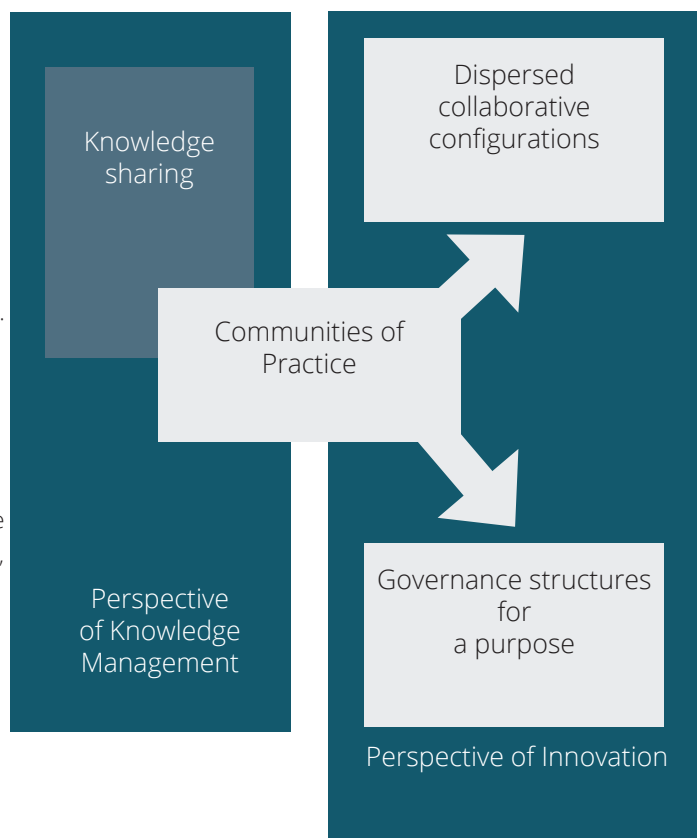 Knowledge
sharing
Dispersed
collaborative
configurations
.
Communities of
Practice
e
,
Perspective
of Knowledge
Management
Governance structures
for
a purpose
Perspective of Innovation